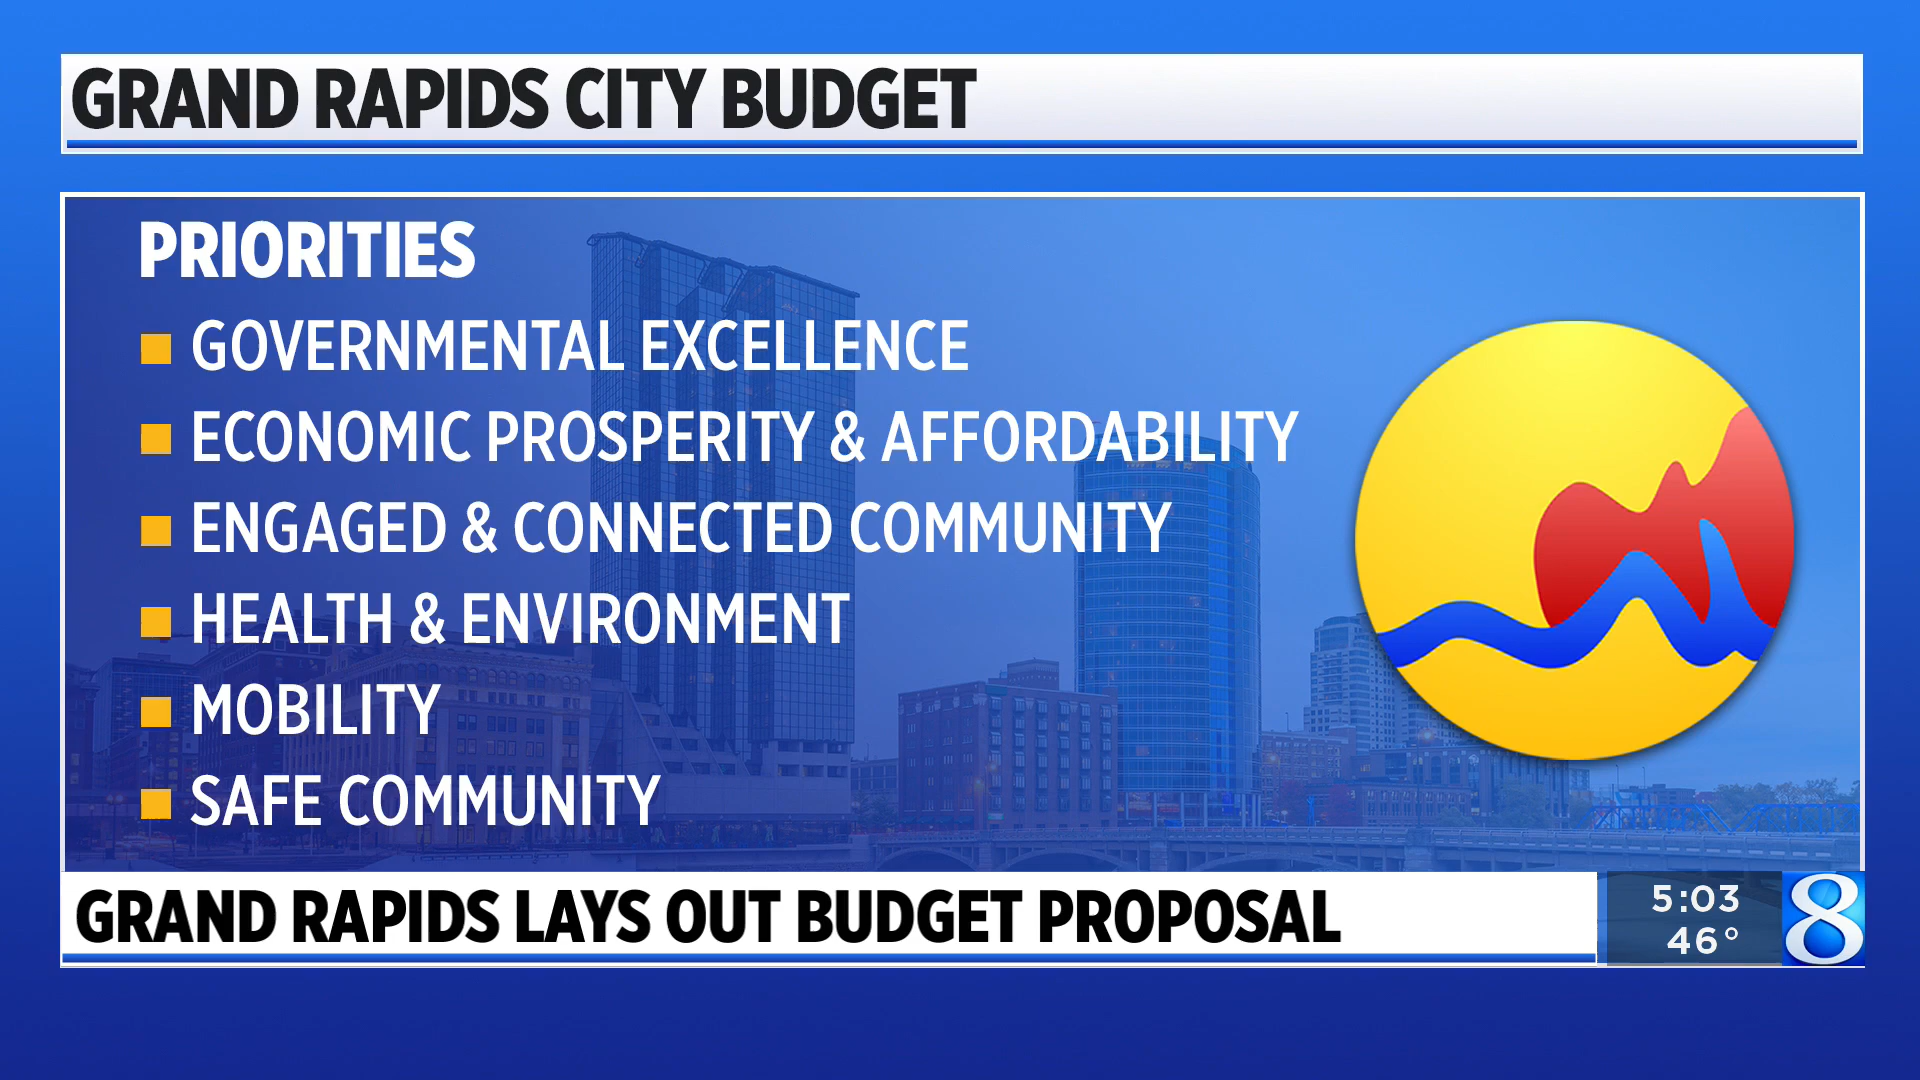 GRAND RAPIDS CITY BUDGET
PRIORITIES
GOVERNMENTAL EXCELLENCE
ECONOMIC PROSPERITY & AFFORDABILITY
ENGAGED & CONNECTED COMMUNITY
HEALTH & ENVIRONMENT
MOBILITY
SAFE COMMUNITY
GRAND RAPIDS LAYS OUT BUDGET PROPOSAL
5:03
46°
8